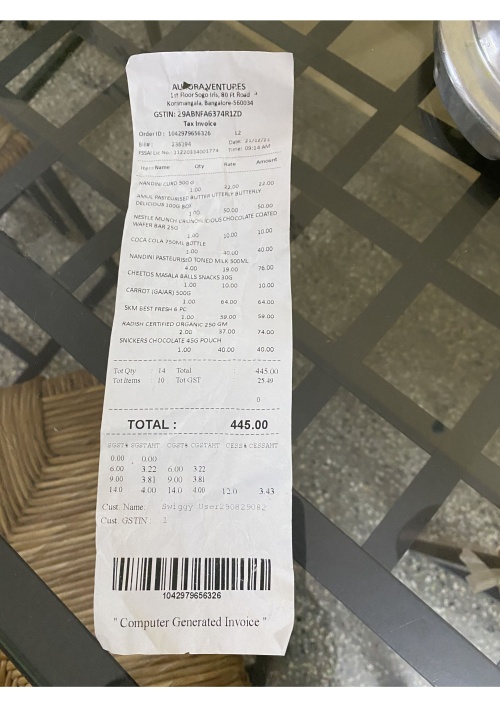 AURORA VENTURES
1st Floor Sogo Iris, 80 Ft Road
Koramangala, Bangalore-560034
GSTIN: 29ABNFA6374R1ZD
Tax Invoice
Order ID : 1042979656326 L2
Bill# : Date:
FSSAI Lic No. Time: 09:14 AM
Item Name Qty Rate Amount
NANDINI CURD 500 G
1.00 22.00 22.00
AMUL PASTEURISED BUTTER UTTERLY BUTTERLY
DELICIOUS 100G BOX
1.00 50.00 50.00
NESTLE MUNCH CRUNCHLICIOUS CHOCOLATE COATED
WAFER BAR 25G
1.00 10.00 10.00
COCA COLA 750ML BOTTLE
1.00 40.00 40.00
NANDINI PASTEURISED TONED MILK 500ML
4.00 19.00 76.00
CHEETOS MASALA BALLS SNACKS 30G
1.00 10.00 10.00
CARROT (GAJAR) 500G
1.00 64.00 64.00
SKM BEST FRESH 6 PC
1.00 59.00 59.00
RADISH CERTIFIED ORGANIC 250 GM
2.00 37.00 74.00
SNICKERS CHOCOLATE 45G POUCH
1.00 40.00 40.00
Tot Qty : 14 Total 445.00
Tot Items : 10 Tot GST 25.49
0
TOTAL : 445.00
SGST% SGSTAMT CGST% CGSTAMT CESS% CESSAMT
0.00 0.00
6.00 3.22 6.00 3.22
9.00 3.81 9.00 3.81
14.0 4.00 14.0 4.00 12.0 3.43
Cust. Name: Swiggy User290829082
Cust. GSTIN :
1042979656326
" Computer Generated Invoice "